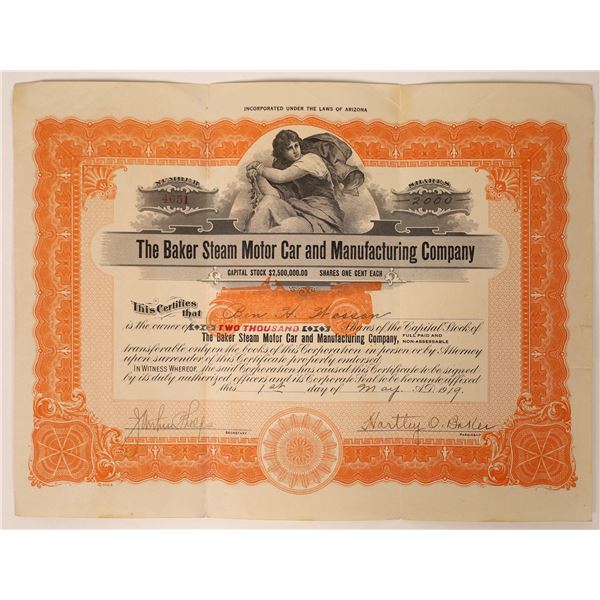 INCORPORATED UNDER THE LAWS OF ARIZONA
NUMBER
4651
SHARES
2000
The Baker Steam Motor Car and Manufacturing Company
CAPITAL STOCK $2,500,000.00 SHARES ONE CENT EACH
This Certifies that Ben H. Wasson
is the owner of TWO THOUSAND Shares of the Capital Stock of
The Baker Steam Motor Car and Manufacturing Company, FULL PAID AND NON-ASSESSABLE
transferable only on the books of this Corporation in person or by Attorney
upon surrender of this Certificate properly endorsed.
IN WITNESS WHEREOF, the said Corporation has caused this Certificate to be signed
by its duly authorized officers and its Corporate Seal to be hereunto affixed
this 1st day of May A.D. 1919.
Hartley O. Baker
SECRETARY
PRESIDENT